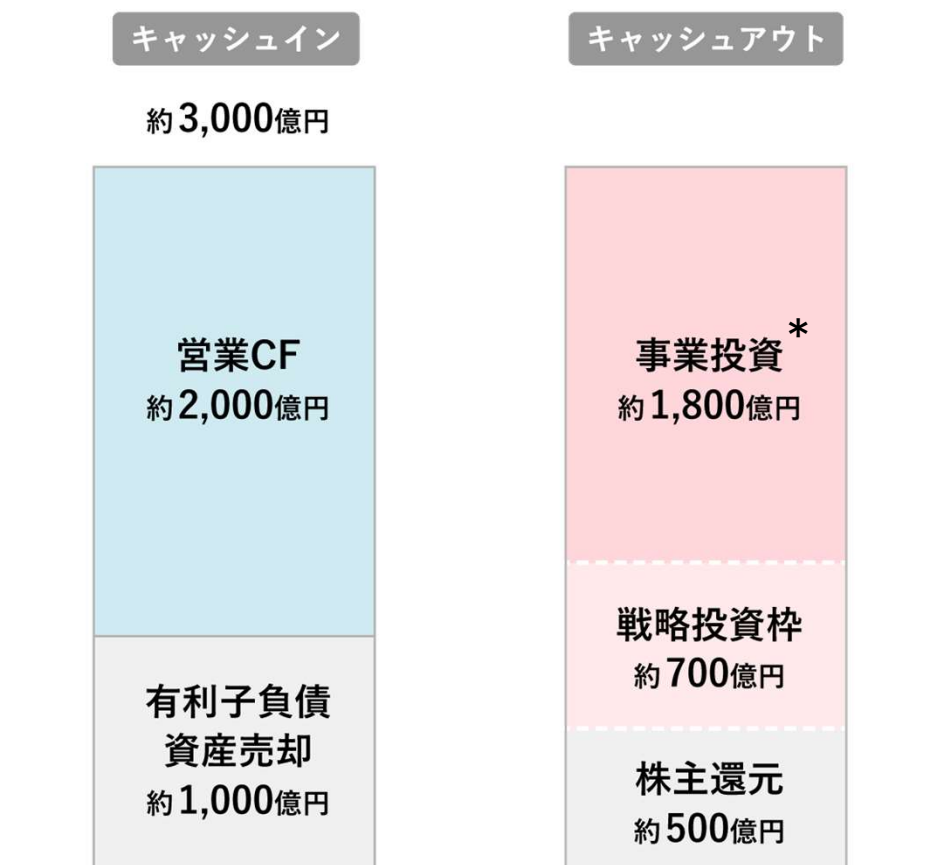 キャッシュイン
約3,000億円
営業CF
約2,000億円
有利子負債
資産売却
約1,000億円
キャッシュアウト
事業投資*
約1,800億円
戦略投資枠
約700億円
株主還元
約500億円